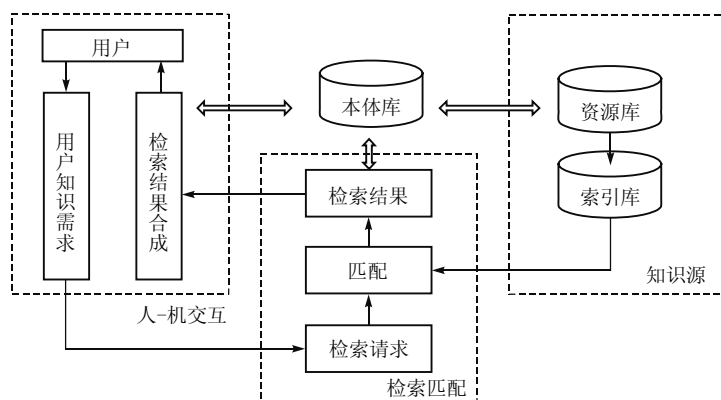 用户
用户知识需求
检索结果合成
人-机交互
本体库
检索结果
匹配
检索请求
检索匹配
资源库
索引库
知识源